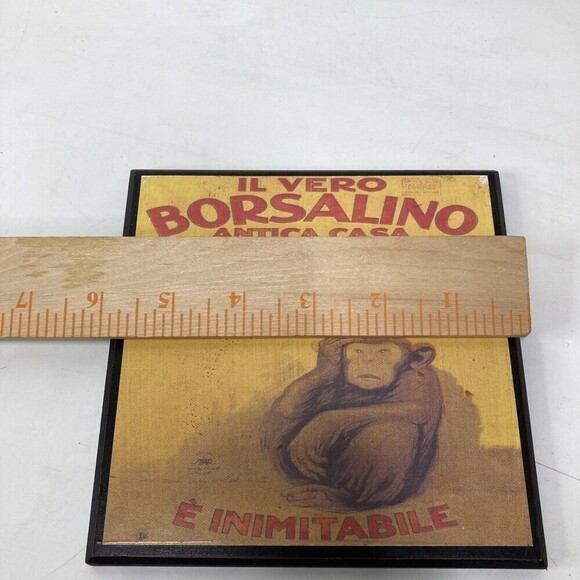 IL VERO
BORSALINO
ANTICA CASA
7 6 5 4 3 2 1
È INIMITABILE